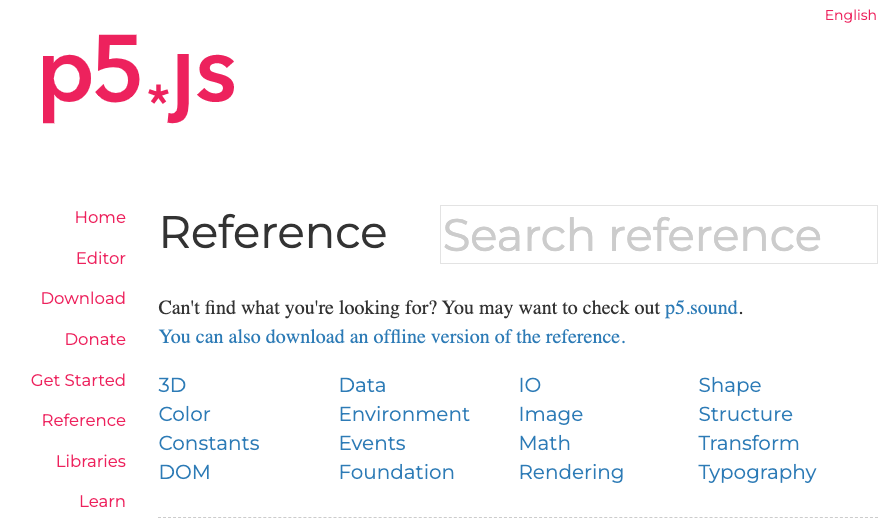 English
p5.js
Home
Editor
Download
Donate
Get Started
Reference
Libraries
Learn
Reference
Search reference
Can't find what you're looking for? You may want to check out p5.sound.
You can also download an offline version of the reference.
3D Data IO Shape
Color Environment Image Structure
Constants Events Math Transform
DOM Foundation Rendering Typography